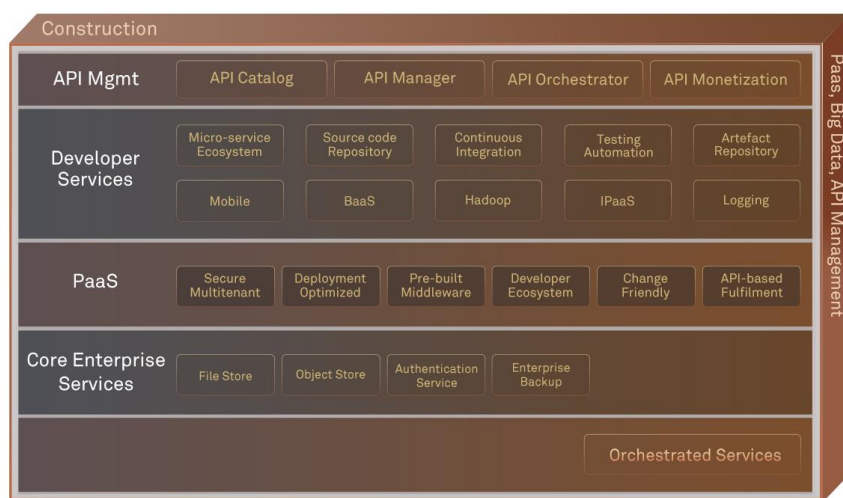 Construction
API Mgmt
API Catalog
API Manager
API Orchestrator
API Monetization
Developer
Services
Micro-service
Ecosystem
Source code
Repository
Continuous
Integration
Testing
Automation
Artefact
Repository
Mobile
BaaS
Hadoop
IPaaS
Logging
PaaS
Secure
Multitenant
Deployment
Optimized
Pre-built
Middleware
Developer
Ecosystem
Change
Friendly
API-based
Fulfilment
Core Enterprise
Services
File Store
Object Store
Authentication
Service
Enterprise
Backup
Orchestrated Services
Paas, Big Data, API Management